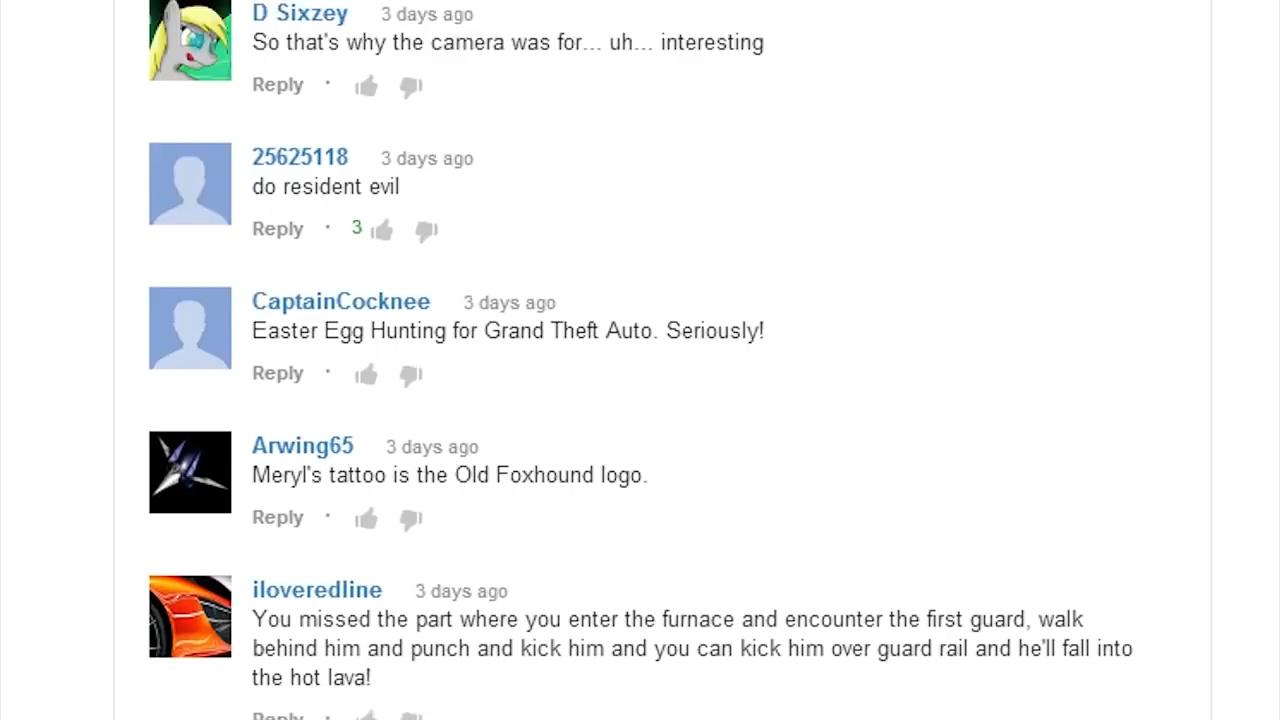 D Sixzey 3 days ago
So that's why the camera was for... uh... interesting
Reply ·
25625118 3 days ago
do resident evil
Reply · 3
CaptainCocknee 3 days ago
Easter Egg Hunting for Grand Theft Auto. Seriously!
Reply ·
Arwing65 3 days ago
Meryl's tattoo is the Old Foxhound logo.
Reply ·
iloveredline 3 days ago
You missed the part where you enter the furnace and encounter the first guard, walk
behind him and punch and kick him and you can kick him over guard rail and he'll fall into
the hot lava!
Reply ·